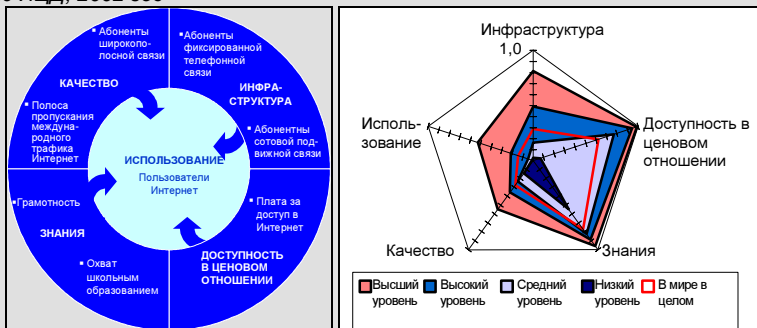 2002
Абоненты
широкопо-
лосной связи
КАЧЕСТВО
Полоса
пропускания
междуна-
родного
трафика
Интернет
Абоненты
фиксированной
телефонной
связи
ИНФРА-
СТРУКТУРА
Абонентны
сотовой под-
вижной связи
ИСПОЛЬЗОВАНИЕ
Пользователи
Интернет
Грамотность
ЗНАНИЯ
Охват
школьным
образованием
Плата за
доступ в
Интернет
ДОСТУПНОСТЬ
В ЦЕНОВОМ
ОТНОШЕНИИ
Инфраструктура
1,0
Исполь-
зование
Доступность в
ценовом
отношении
Качество
Знания
Высший
уровень
Высокий
уровень
Средний
уровень
Низкий
уровень
В мире в
целом